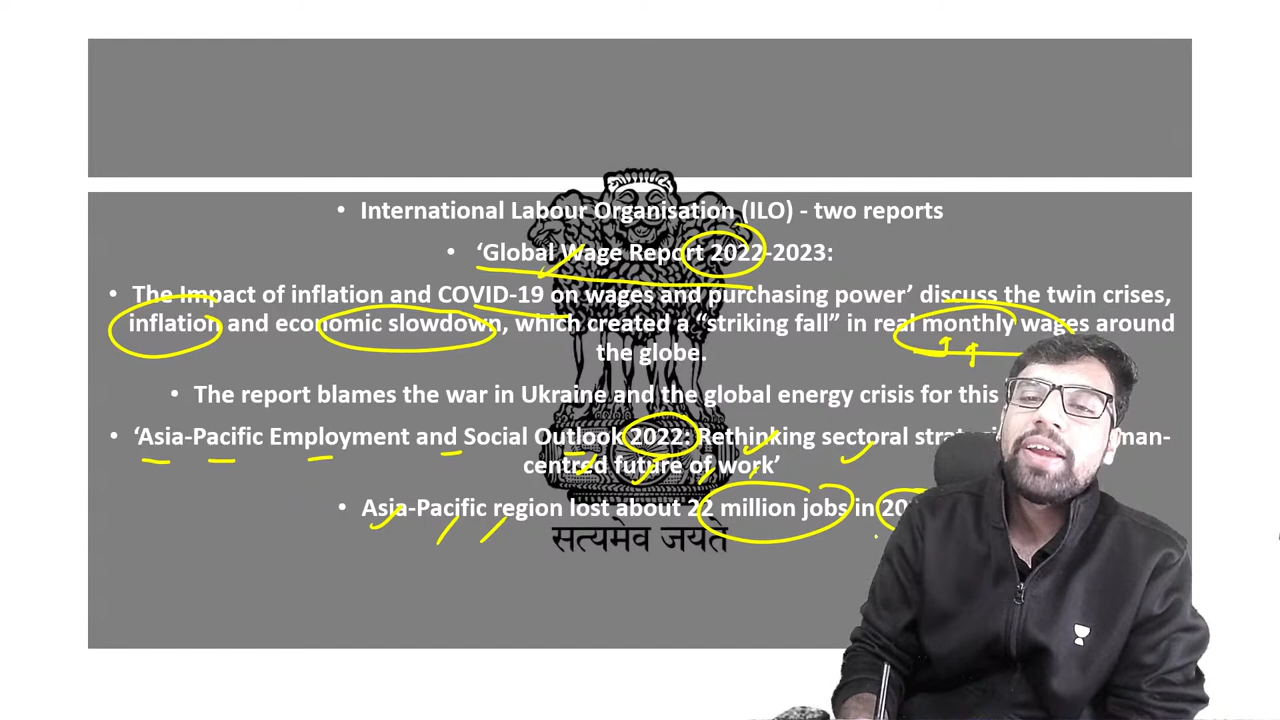 • International Labour Organisation (ILO) - two reports
• ‘Global Wage Report 2022-2023:
• The Impact of inflation and COVID-19 on wages and purchasing power’ discuss the twin crises,
inflation and economic slowdown, which created a “striking fall” in real monthly wages around
the globe.
• The report blames the war in Ukraine and the global energy crisis for this
• ‘Asia-Pacific Employment and Social Outlook 2022: Rethinking sectoral
centred future of work’
• Asia-Pacific region lost about 22 million jobs in
सत्यमेव जयते